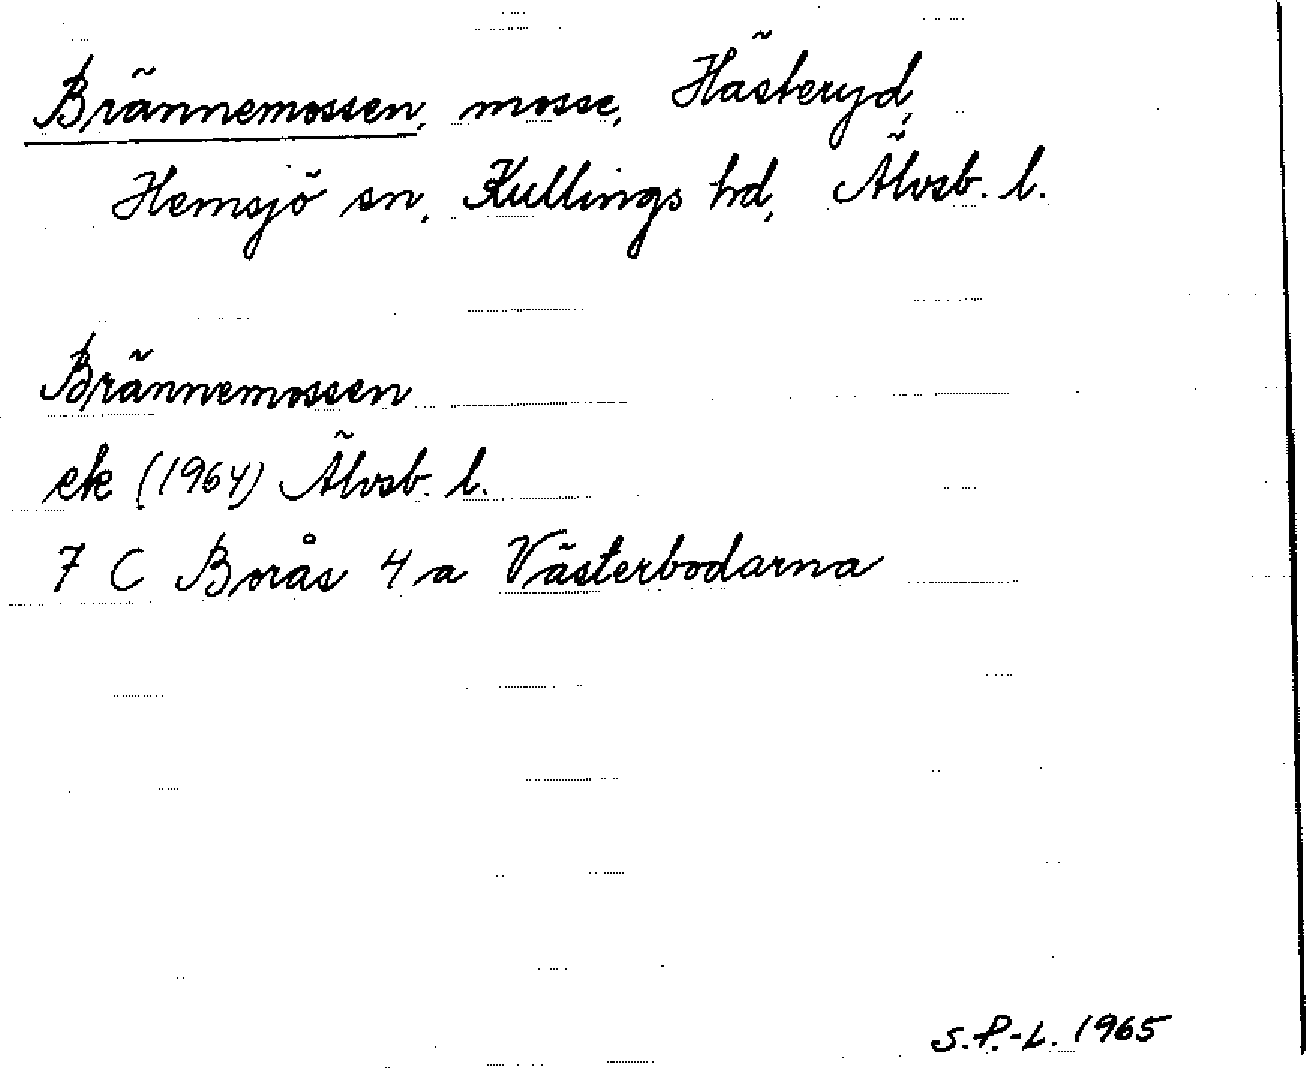 Brännemossen, mosse, Hästeryd,
Hemsjö sn, Kullings hd, Älvsb. l.
Brännemossen
ek (1964) Älvsb. l.
7 C Borås 4 a Västerbodarna
S.P.-L. 1965